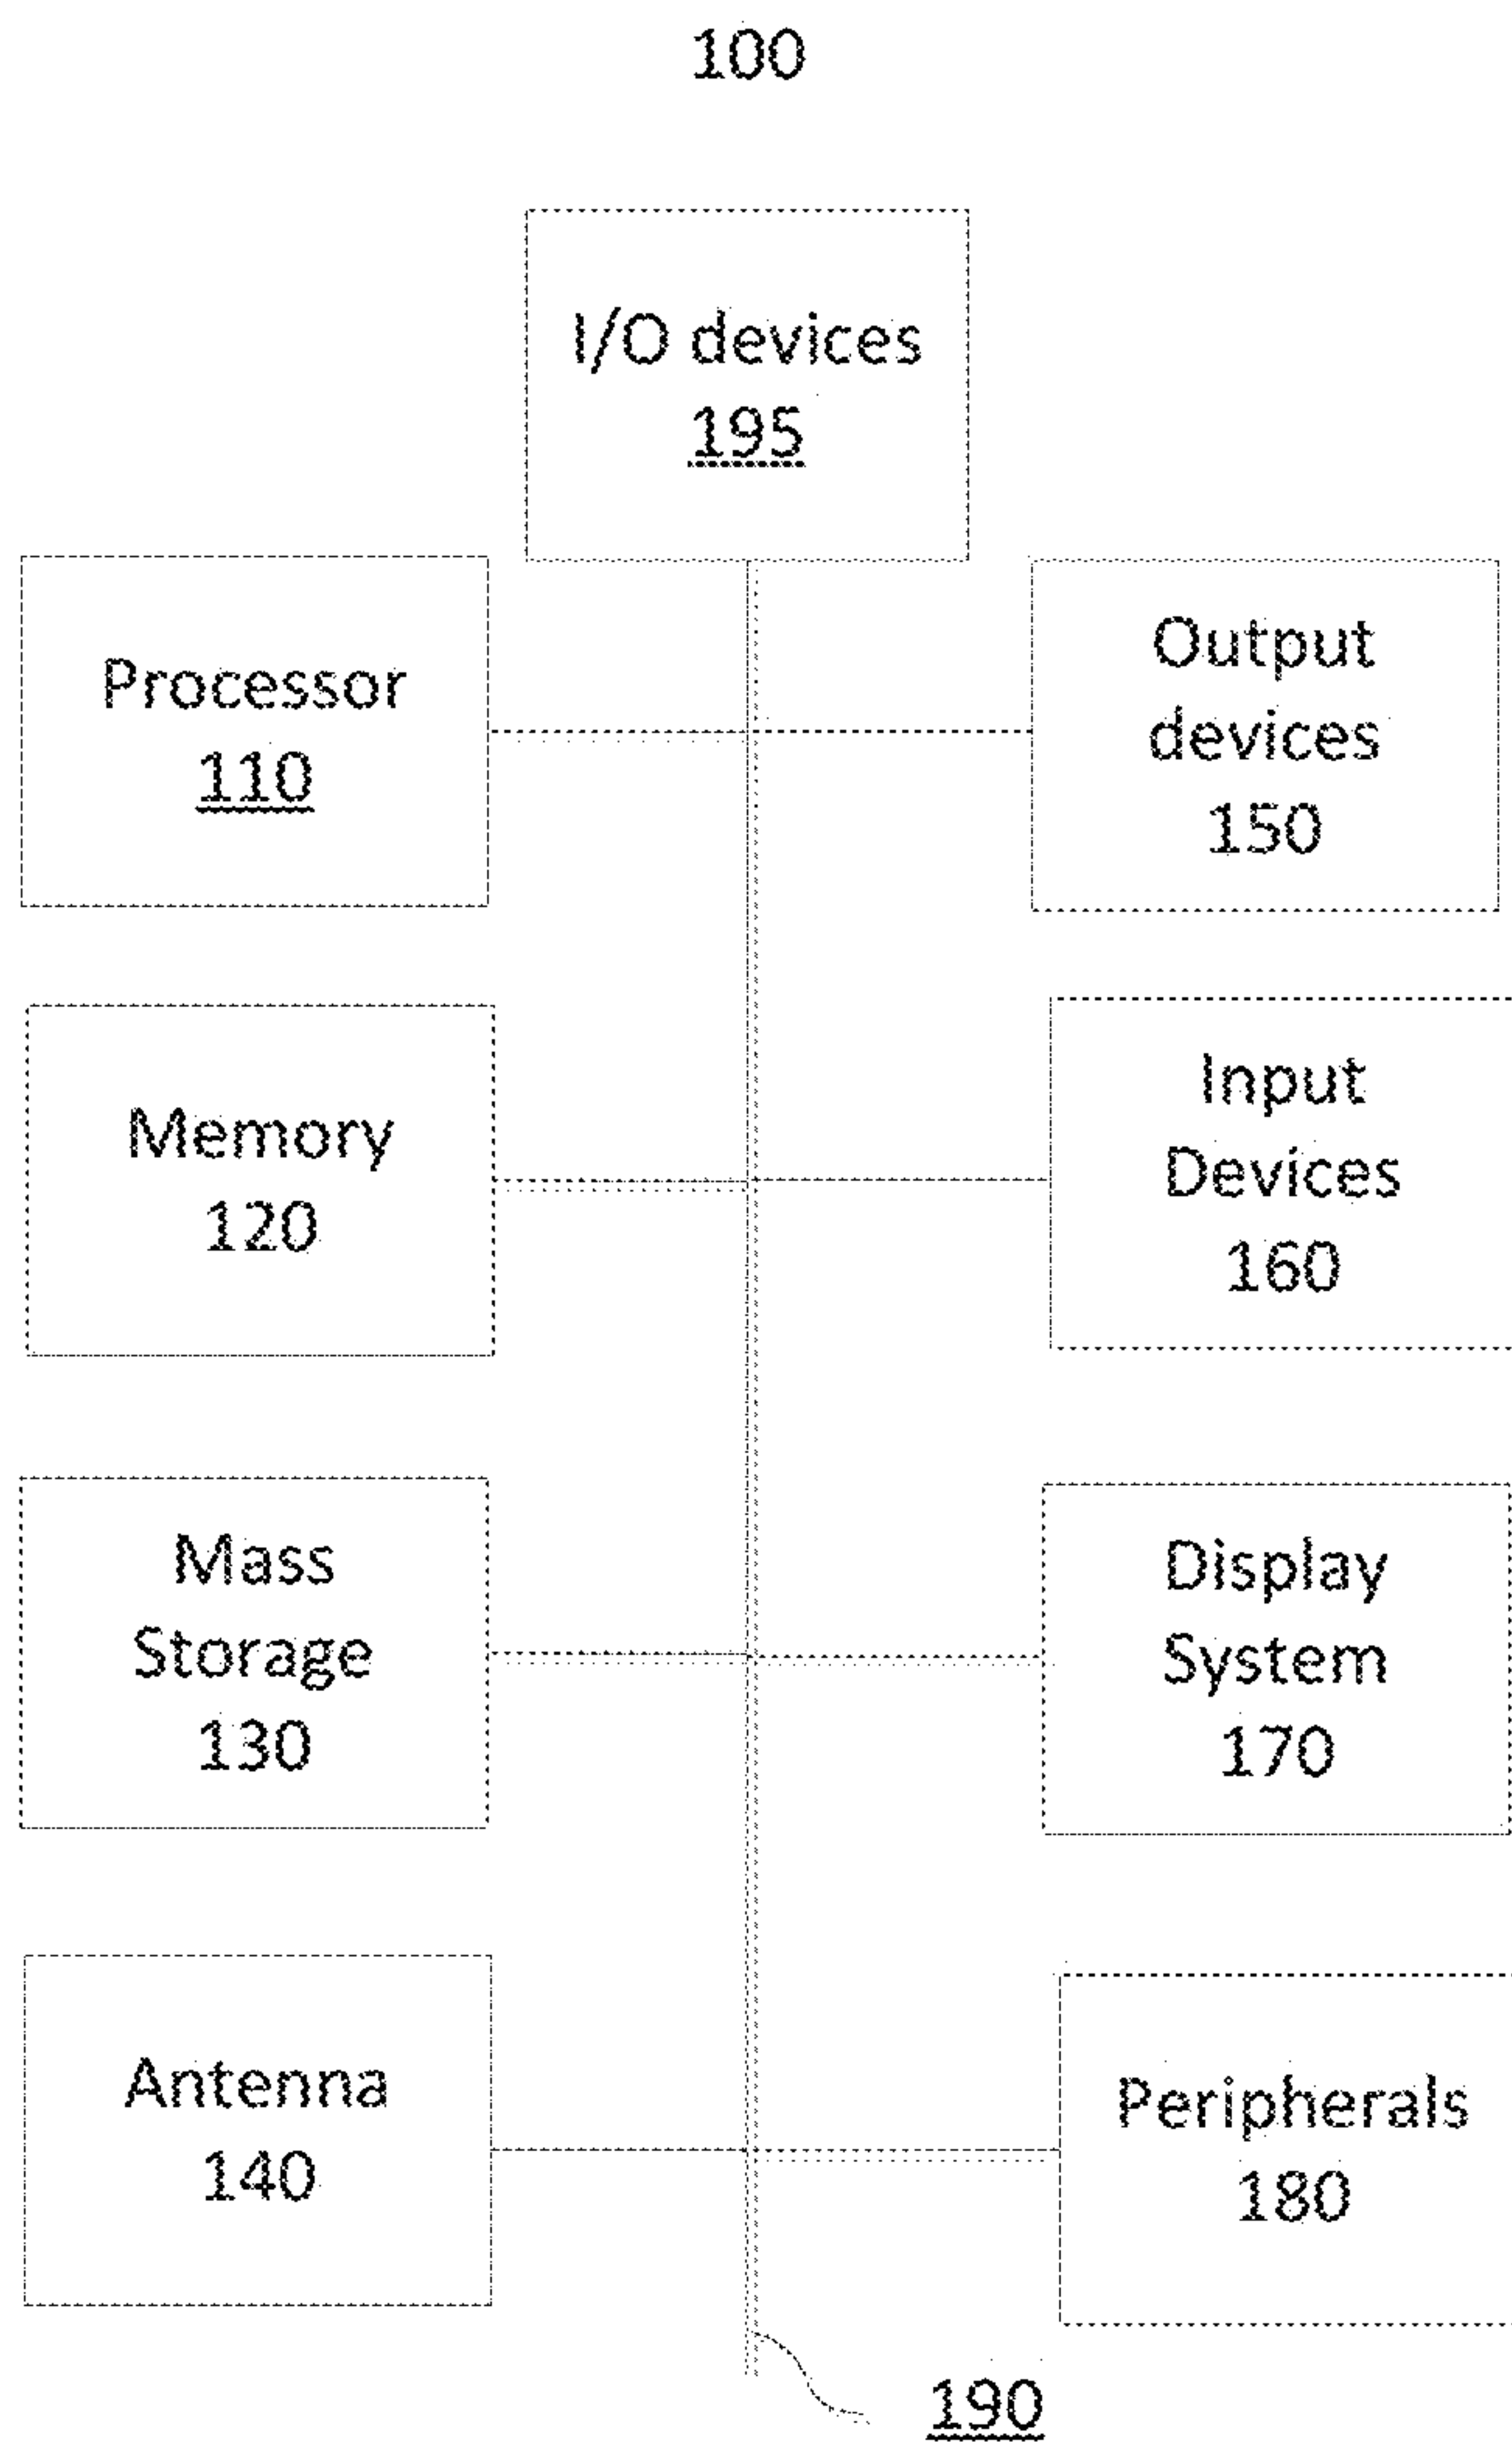 100
I/O devices
195
Processor
110
Output
devices
150
Memory
120
Input
Devices
160
Mass
Storage
130
Display
System
170
Antenna
140
Peripherals
180
190